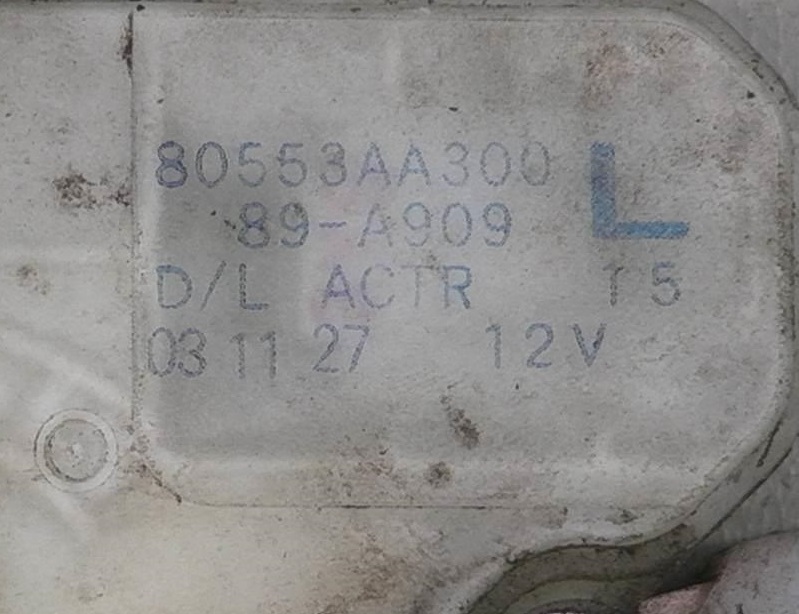 80553AA300 L
89-A909
D/L ACTR T5
03 11 27 12V